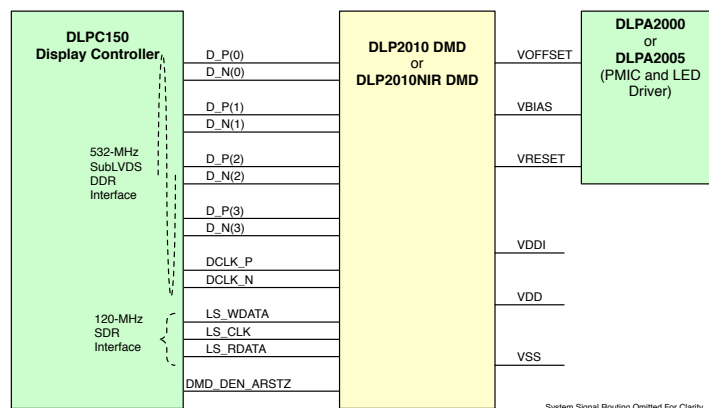 DLPC150
Display Controller
D_P(0)
D_N(0)
D_P(1)
D_N(1)
532-MHz
SubLVDS
DDR
Interface
D_P(2)
D_N(2)
D_P(3)
D_N(3)
DCLK_P
DCLK_N
120-MHz
SDR
Interface
LS_WDATA
LS_CLK
LS_RDATA
DMD_DEN_ARSTZ
DLP2010 DMD
or
DLP2010NIR DMD
VOFFSET
VBIAS
VRESET
VDDI
VDD
VSS
DLPA2000
or
DLPA2005
(PMIC and LED
Driver)
System Signal Routing Omitted For Clarity